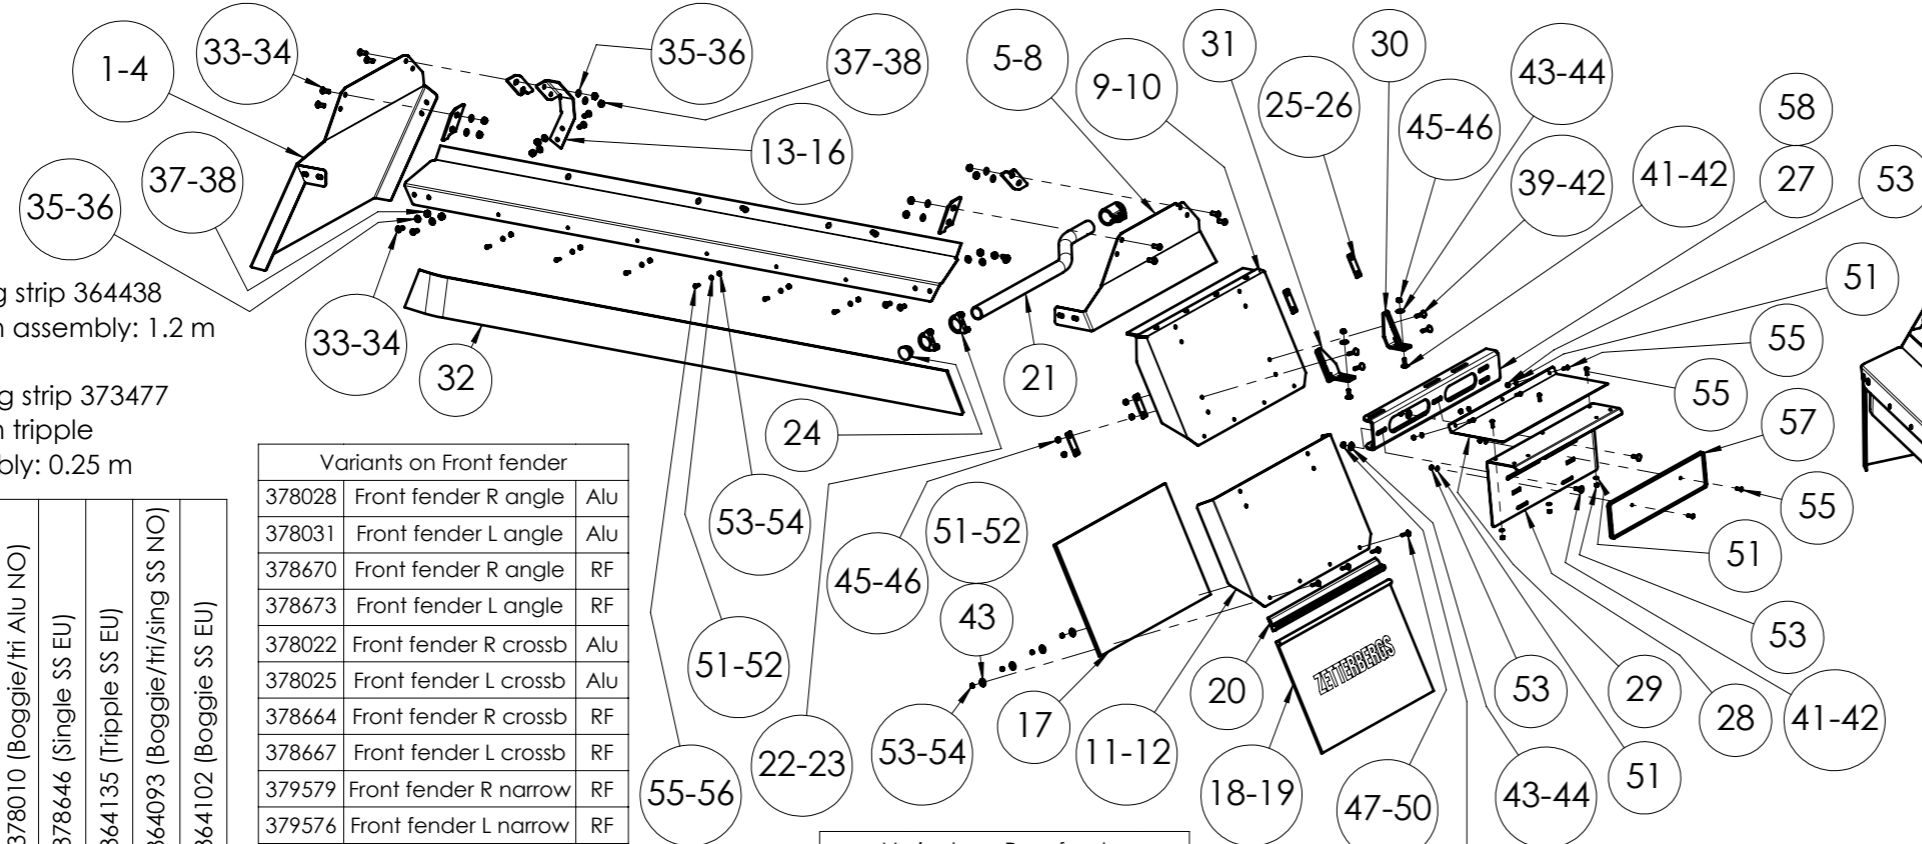 1-4
33-34
35-36
37-38
5-8
9-10
31
25-26
30
43-44
45-46
58
39-42
41-42
27
53
13-16
37-38
35-36
51
g strip 364438
assembly: 1.2 m
33-34
32
21
55
55
57
g strip 373477
tripple
bly: 0.25 m
24
53-54
51-52
45-46
43
55
51
53
Variants on Front fender
378028 Front fender R angle Alu
378031 Front fender L angle Alu
378670 Front fender R angle RF
378673 Front fender L angle RF
378022 Front fender R crossb Alu
378025 Front fender L crossb Alu
378664 Front fender R crossb RF
378667 Front fender L crossb RF
379579 Front fender R narrow RF
379576 Front fender L narrow RF
378010 (Boggie/tri Alu NO)
378646 (Single SS EU)
364135 (Tripple SS EU)
364093 (Boggie/tri/sing SS NO)
364102 (Boggie SS EU)
51-52
ZETTERBERGS
20
53
29
28
41-42
55-56
22-23
53-54
17
11-12
18-19
47-50
43-44
51